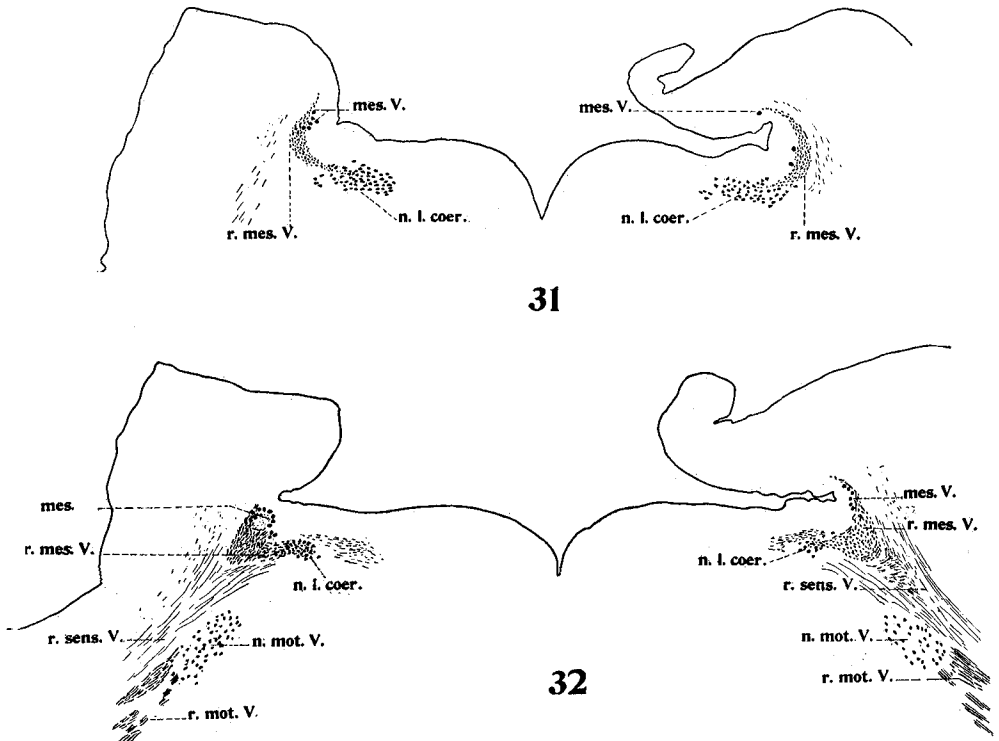 mes. V.
mes. V.
n. l. coer.
n. l. coer.
r. mes. V.
r. mes. V.
31
mes.
mes. V.
r. mes. V.
r. mes. V.
n. l. coer.
n. l. coer.
r. sens. V.
r. sens. V.
n. mot. V.
n. mot. V.
r. mot. V.
32
r. mot. V.